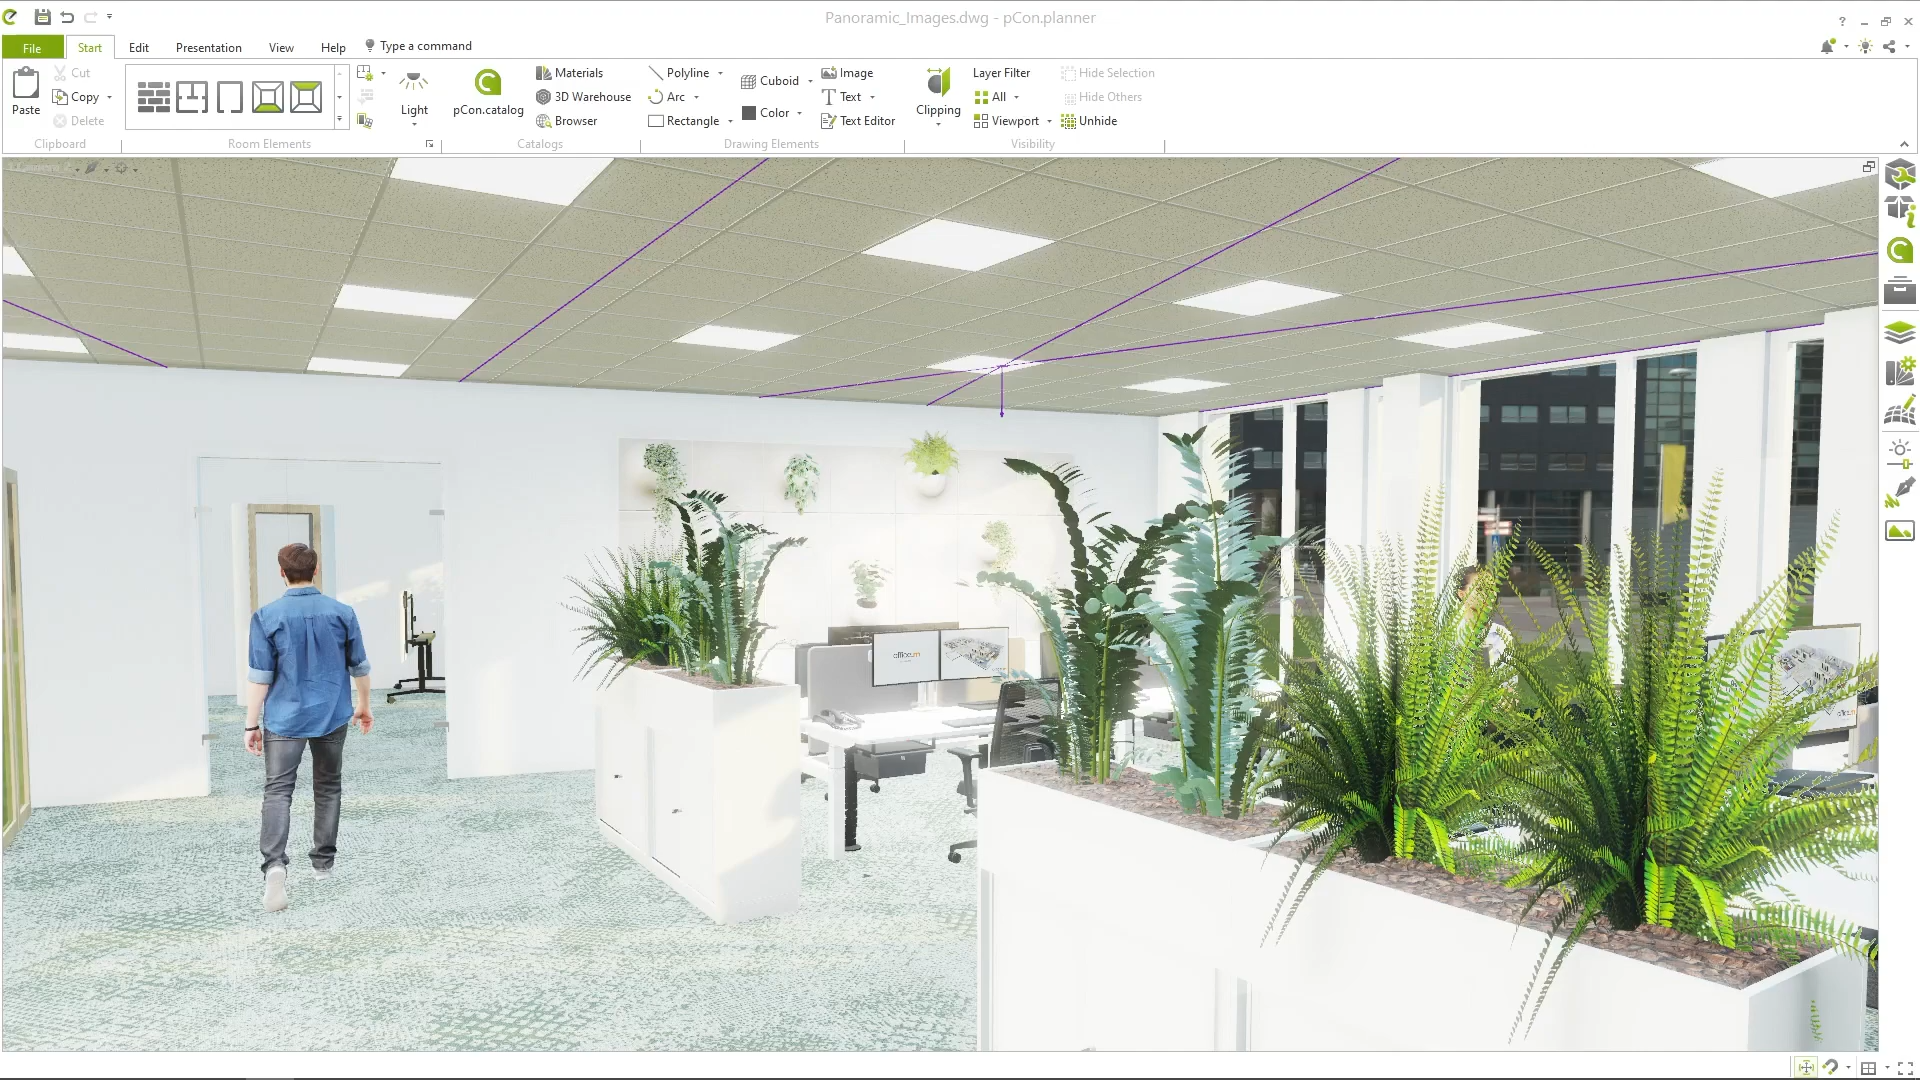 Panoramic_Images.dwg - pCon.planner
File Start Edit Presentation View Help Type a command
Paste
Cut
Copy
Delete
Clipboard
Room Elements
Light
pCon.catalog
Materials
3D Warehouse
Browser
Catalogs
Polyline
Arc
Rectangle
Cuboid
Color
Image
Text
Text Editor
Drawing Elements
Clipping
Layer Filter
All
Viewport
Hide Selection
Hide Others
Unhide
Visibility